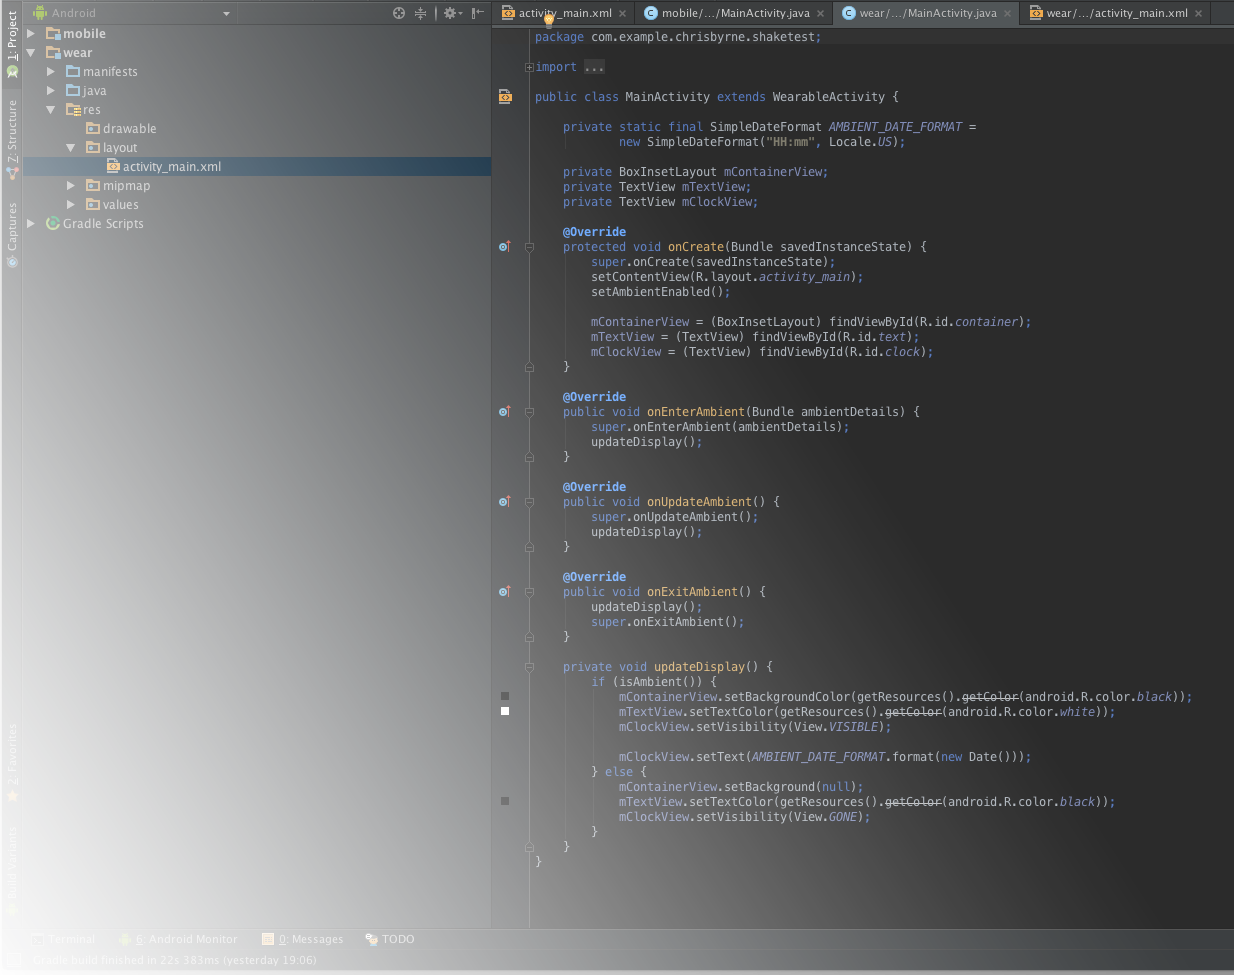 Android
activity_main.xml
mobile/.../MainActivity.java
wear/.../MainActivity.java
wear/.../activity_main.xml
1: Project
Z: Structure
Captures
2: Favorites
Build Variants
mobile
wear
manifests
java
res
drawable
layout
activity_main.xml
mipmap
values
Gradle Scripts
package com.example.chrisbyrne.shaketest;
import ...
public class MainActivity extends WearableActivity {
private static final SimpleDateFormat AMBIENT_DATE_FORMAT =
new SimpleDateFormat("HH:mm", Locale.US);
private BoxInsetLayout mContainerView;
private TextView mTextView;
private TextView mClockView;
@Override
protected void onCreate(Bundle savedInstanceState) {
super.onCreate(savedInstanceState);
setContentView(R.layout.activity_main);
setAmbientEnabled();
mContainerView = (BoxInsetLayout) findViewById(R.id.container);
mTextView = (TextView) findViewById(R.id.text);
mClockView = (TextView) findViewById(R.id.clock);
}
@Override
public void onEnterAmbient(Bundle ambientDetails) {
super.onEnterAmbient(ambientDetails);
updateDisplay();
}
@Override
public void onUpdateAmbient() {
super.onUpdateAmbient();
updateDisplay();
}
@Override
public void onExitAmbient() {
updateDisplay();
super.onExitAmbient();
}
private void updateDisplay() {
if (isAmbient()) {
mContainerView.setBackgroundColor(getResources().getColor(android.R.color.black));
mTextView.setTextColor(getResources().getColor(android.R.color.white));
mClockView.setVisibility(View.VISIBLE);
mClockView.setText(AMBIENT_DATE_FORMAT.format(new Date()));
} else {
mContainerView.setBackground(null);
mTextView.setTextColor(getResources().getColor(android.R.color.black));
mClockView.setVisibility(View.GONE);
}
}
}
Terminal
6: Android Monitor
0: Messages
TODO
Gradle build finished in 22s 383ms (yesterday 19:06)